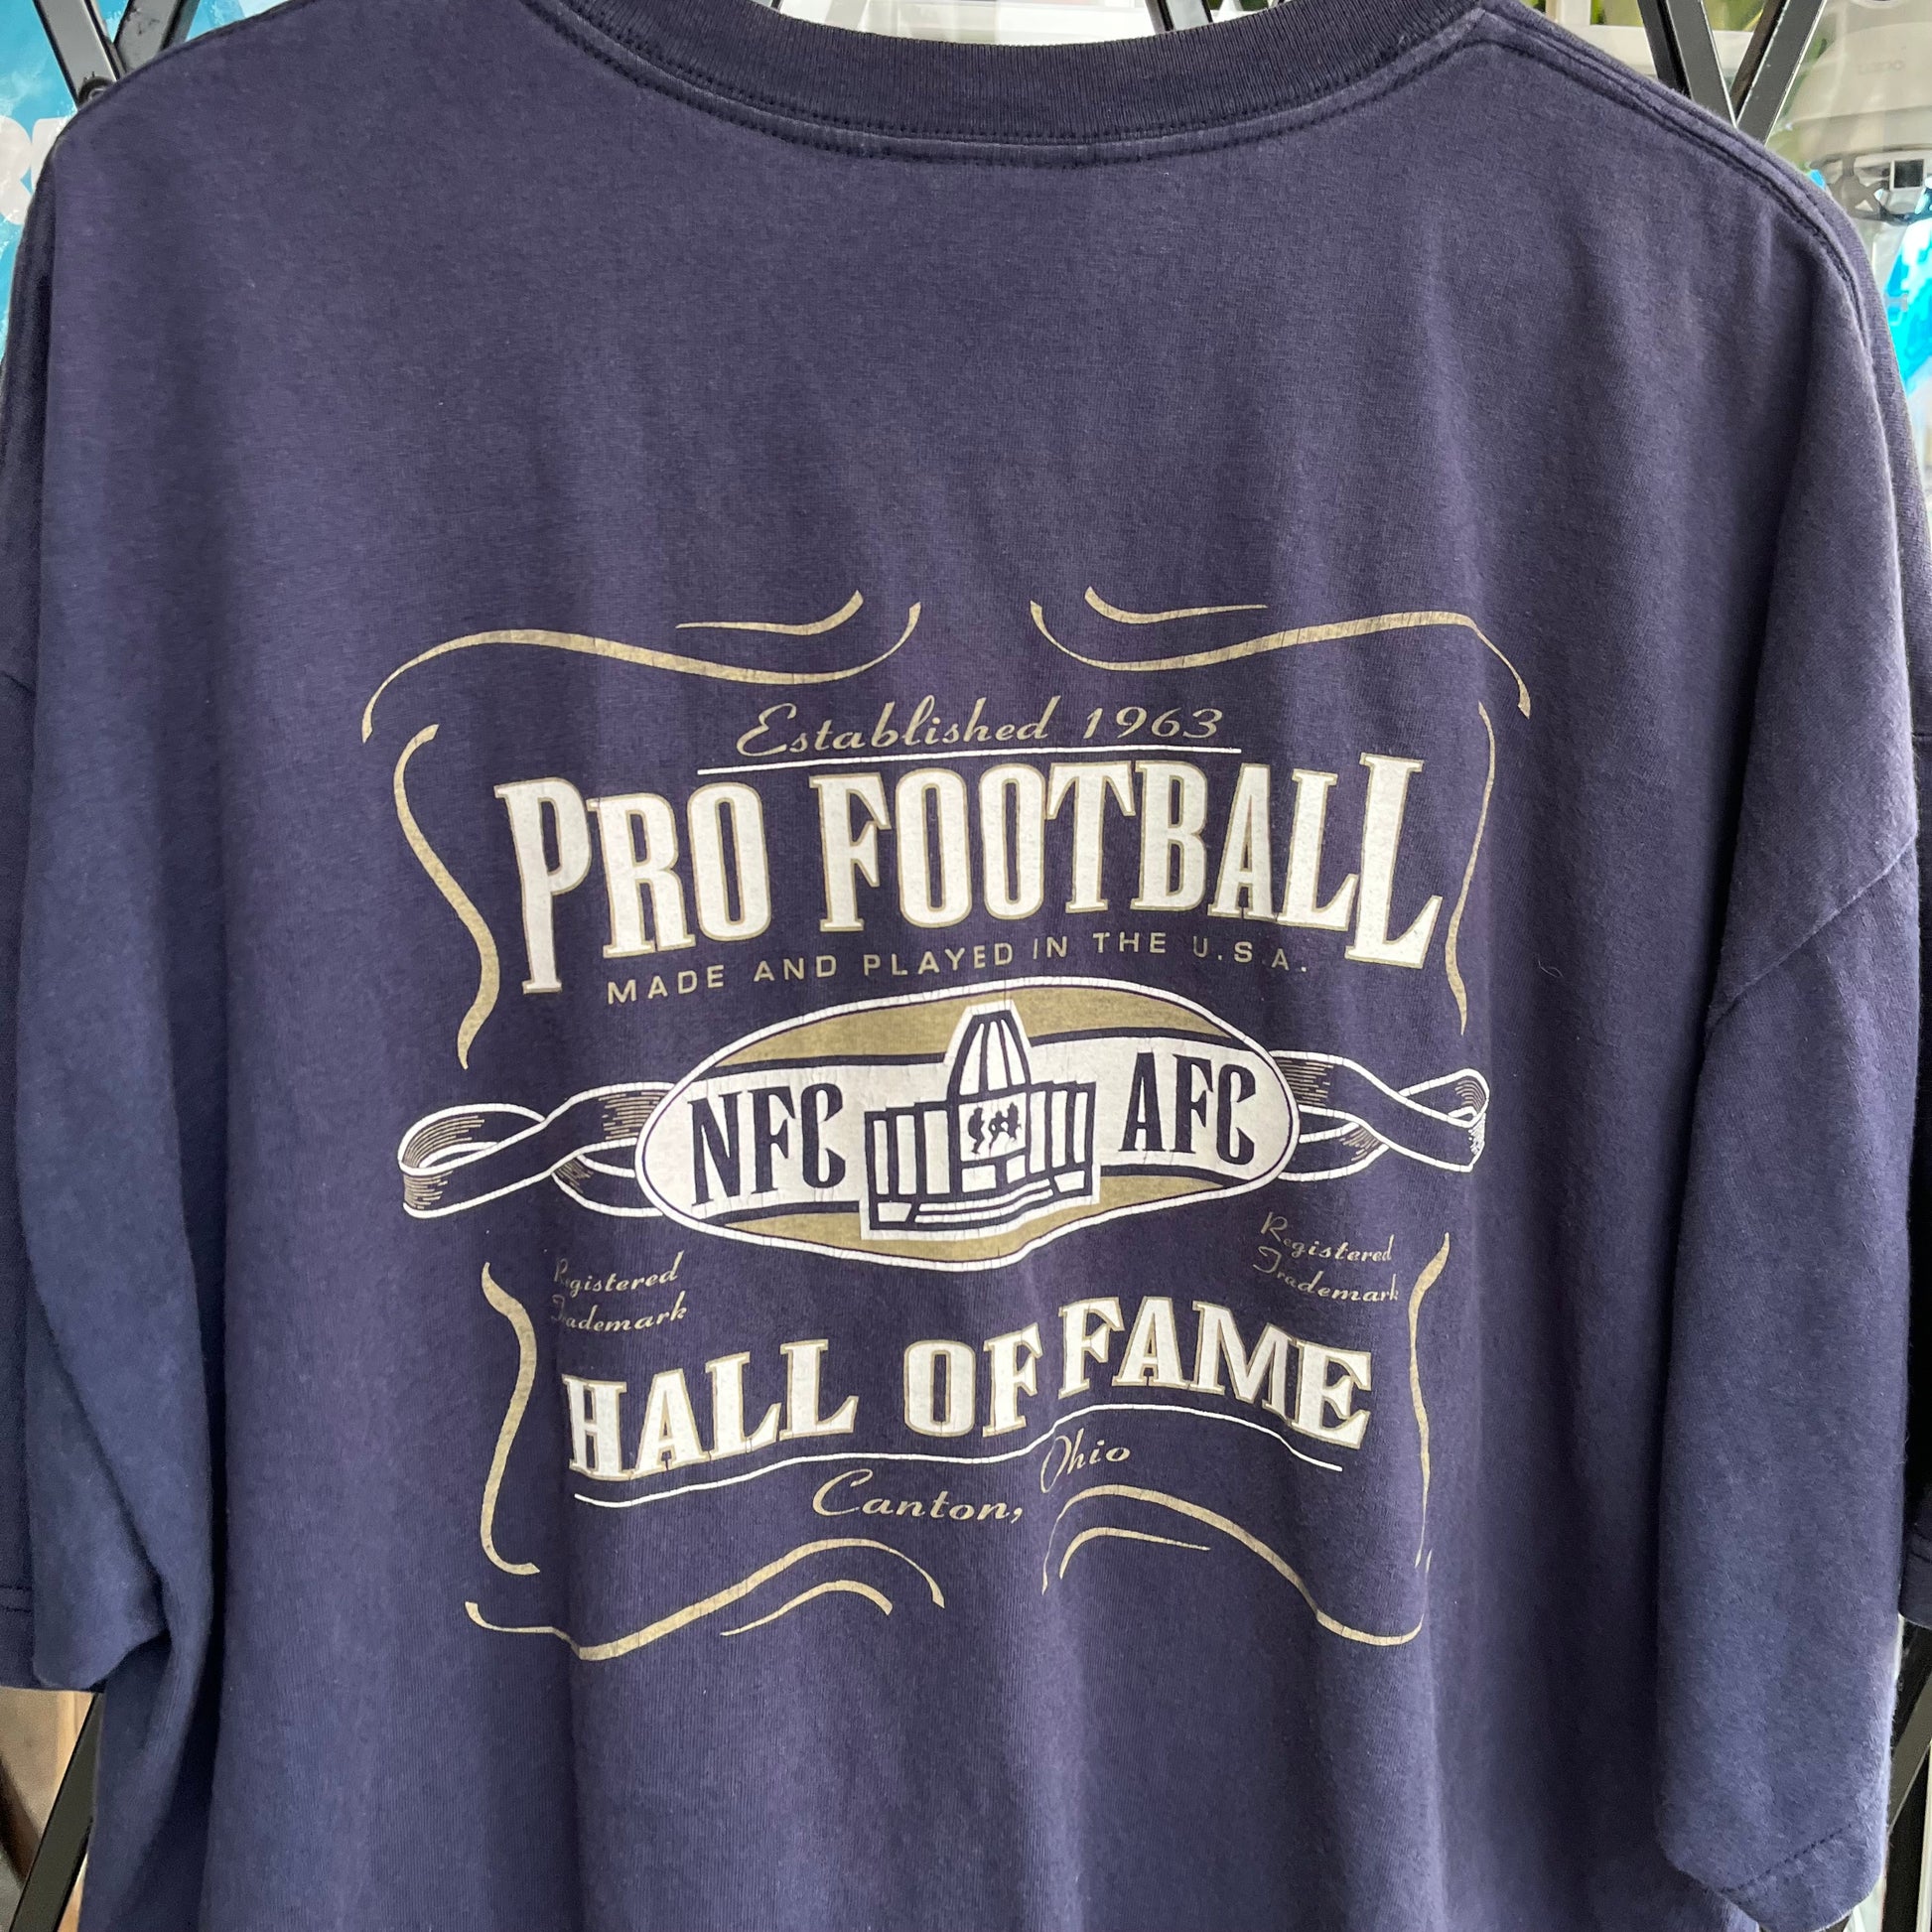 Established 1963
PRO FOOTBALL
MADE AND PLAYED IN THE U.S.A.
NFC AFC
Registered
Trademark
Registered
Trademark
HALL OF FAME
Canton, Ohio